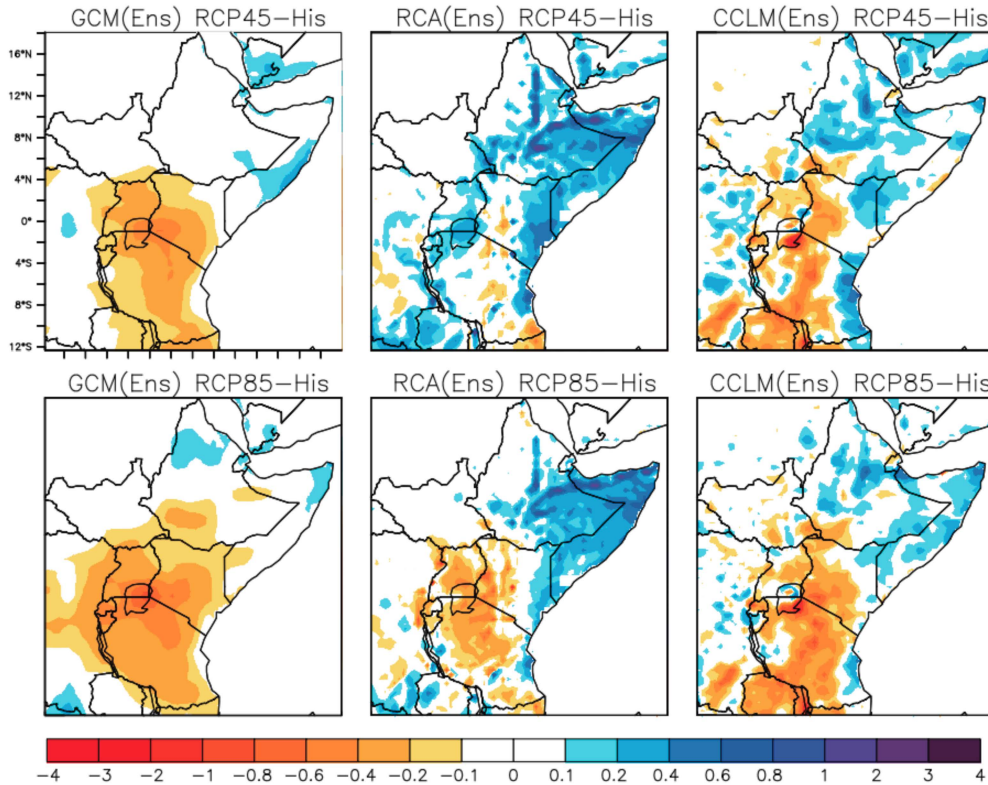 GCM(Ens) RCP45-His
RCA(Ens) RCP45-His
CCLM(Ens) RCP45-His
16°N
12°N
8°N
4°N
0°
4°S
8°S
12°S
GCM(Ens) RCP85-His
RCA(Ens) RCP85-His
CCLM(Ens) RCP85-His
-4 -3 -2 -1 -0.8 -0.6 -0.4 -0.2 -0.1 0 0.1 0.2 0.4 0.6 0.8 1 2 3 4